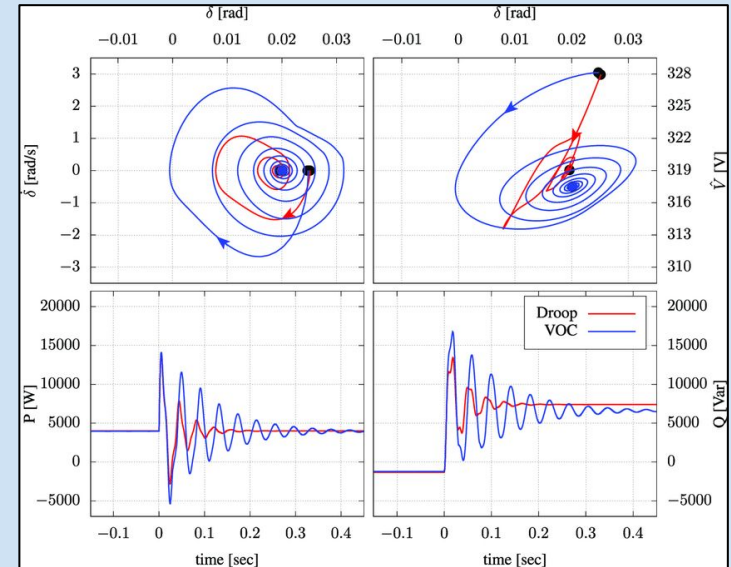 δ [rad]
δ [rad]
−0.01 0 0.01 0.02 0.03
−0.01 0 0.01 0.02 0.03
3
2
1
0
−1
−2
−3
δ̇ [rad/s]
328
325
322
319
316
313
310
V̂ [V]
20000
15000
10000
5000
0
−5000
P [W]
Droop
VOC
20000
15000
10000
5000
0
−5000
Q [Var]
−0.1 0 0.1 0.2 0.3 0.4
−0.1 0 0.1 0.2 0.3 0.4
time [sec]
time [sec]